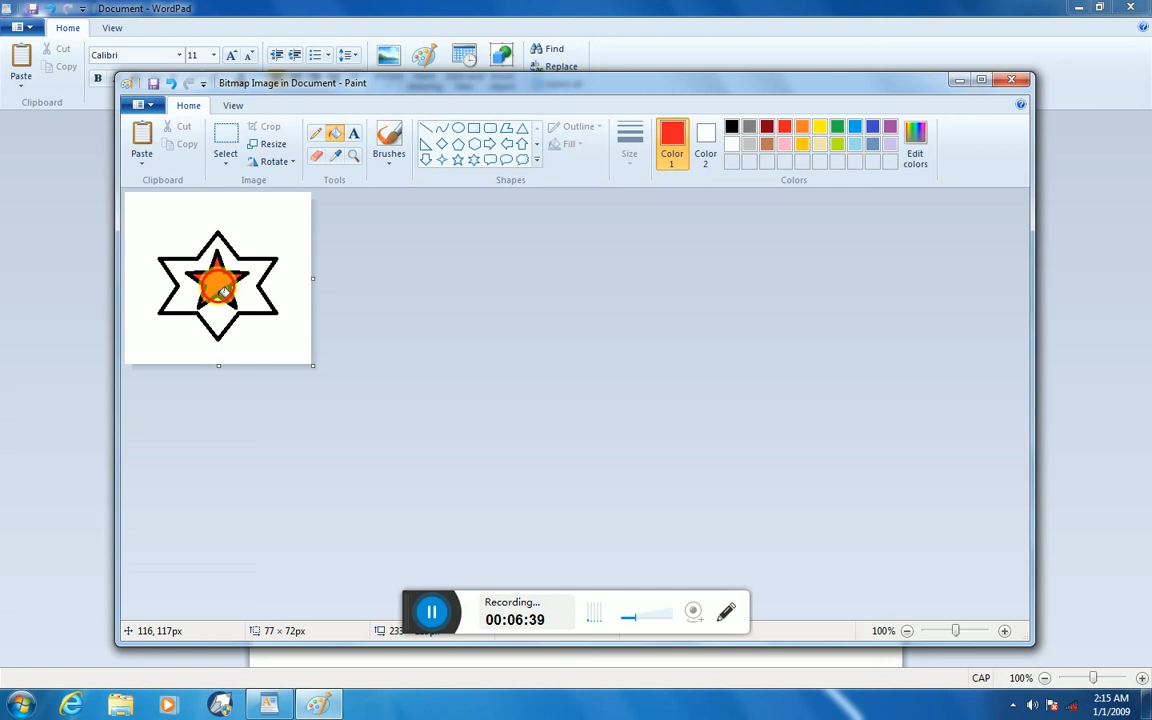 Document - WordPad
Home View
Cut
Copy
Paste
Clipboard
Calibri 11
B
Find
Replace
Bitmap Image in Document - Paint
Home View
Cut
Copy
Paste
Clipboard
Select
Crop
Resize
Rotate
Image
A
Tools
Brushes
Outline
Fill
Shapes
Size
Color 1
Color 2
Edit colors
Colors
Recording...
00:06:39
116, 117px
77 × 72px
100%
CAP 100%
2:15 AM
1/1/2009